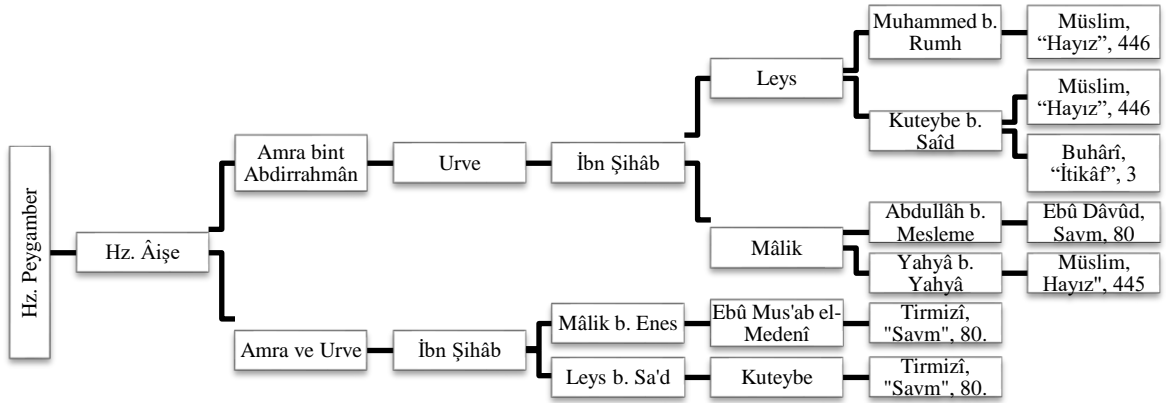 Hz. Peygamber
Hz. Âişe
Amra bint
Abdirrahmân
Urve
İbn Şihâb
Leys
Muhammed b.
Rumh
Müslim,
“Hayız”, 446
Kuteybe b.
Saîd
Müslim,
“Hayız”, 446
Buhârî,
“İtikâf”, 3
Mâlik
Abdullâh b.
Mesleme
Ebû Dâvûd,
Savm, 80
Yahyâ b.
Yahyâ
Müslim,
Hayız", 445
Amra ve Urve
İbn Şihâb
Mâlik b. Enes
Ebû Mus'ab el-
Medenî
Tirmizî,
"Savm", 80.
Leys b. Sa'd
Kuteybe
Tirmizî,
"Savm", 80.